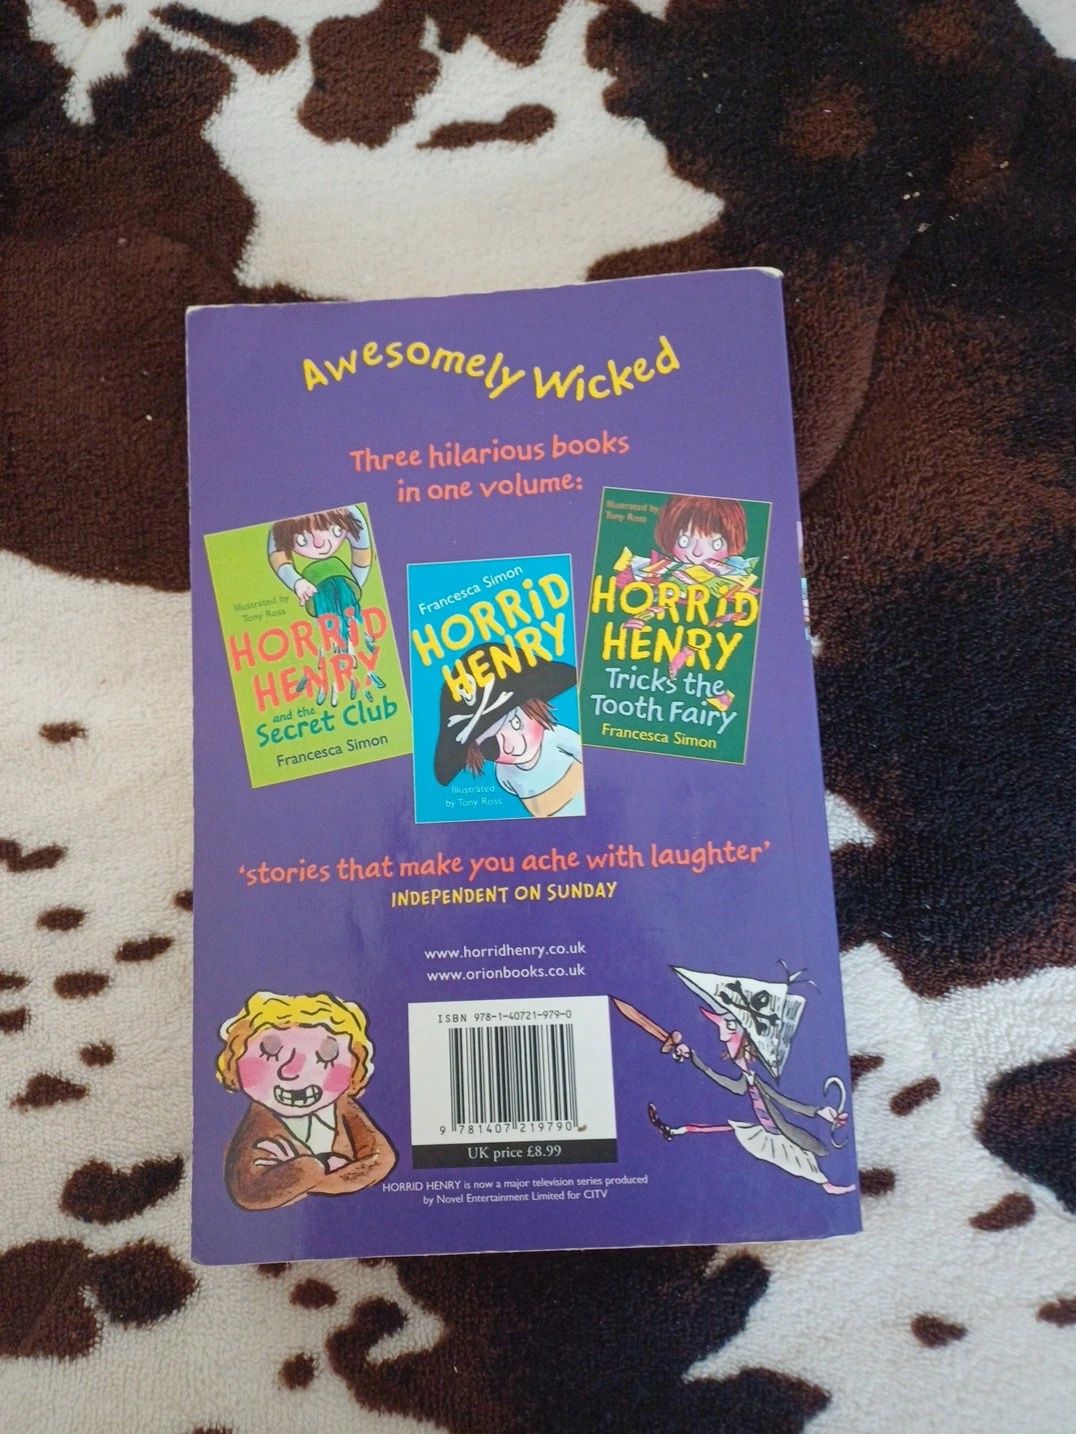 Awesomely Wicked
Three hilarious books
in one volume:
Illustrated by
Tony Ross
HORRID
HENRY
and the
Secret Club
Francesca Simon
Francesca Simon
HORRID
HENRY
Illustrated
by Tony Ross
Illustrated by
Tony Ross
HORRID
HENRY
Tricks the
Tooth Fairy
Francesca Simon
‘stories that make you ache with laughter’
INDEPENDENT ON SUNDAY
www.horridhenry.co.uk
www.orionbooks.co.uk
ISBN 978-1-40721-979-0
9 781407 219790
UK price £8.99
HORRID HENRY is now a major television series produced
by Novel Entertainment Limited for CITV